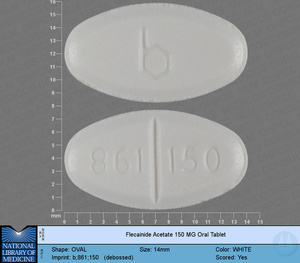 b
861 150
Flecainide Acetate 150 MG Oral Tablet
NATIONAL
LIBRARY OF
MEDICINE
Shape: OVAL Size: 14mm Color: WHITE
Imprint: b;861;150 (debossed) Scored: Yes